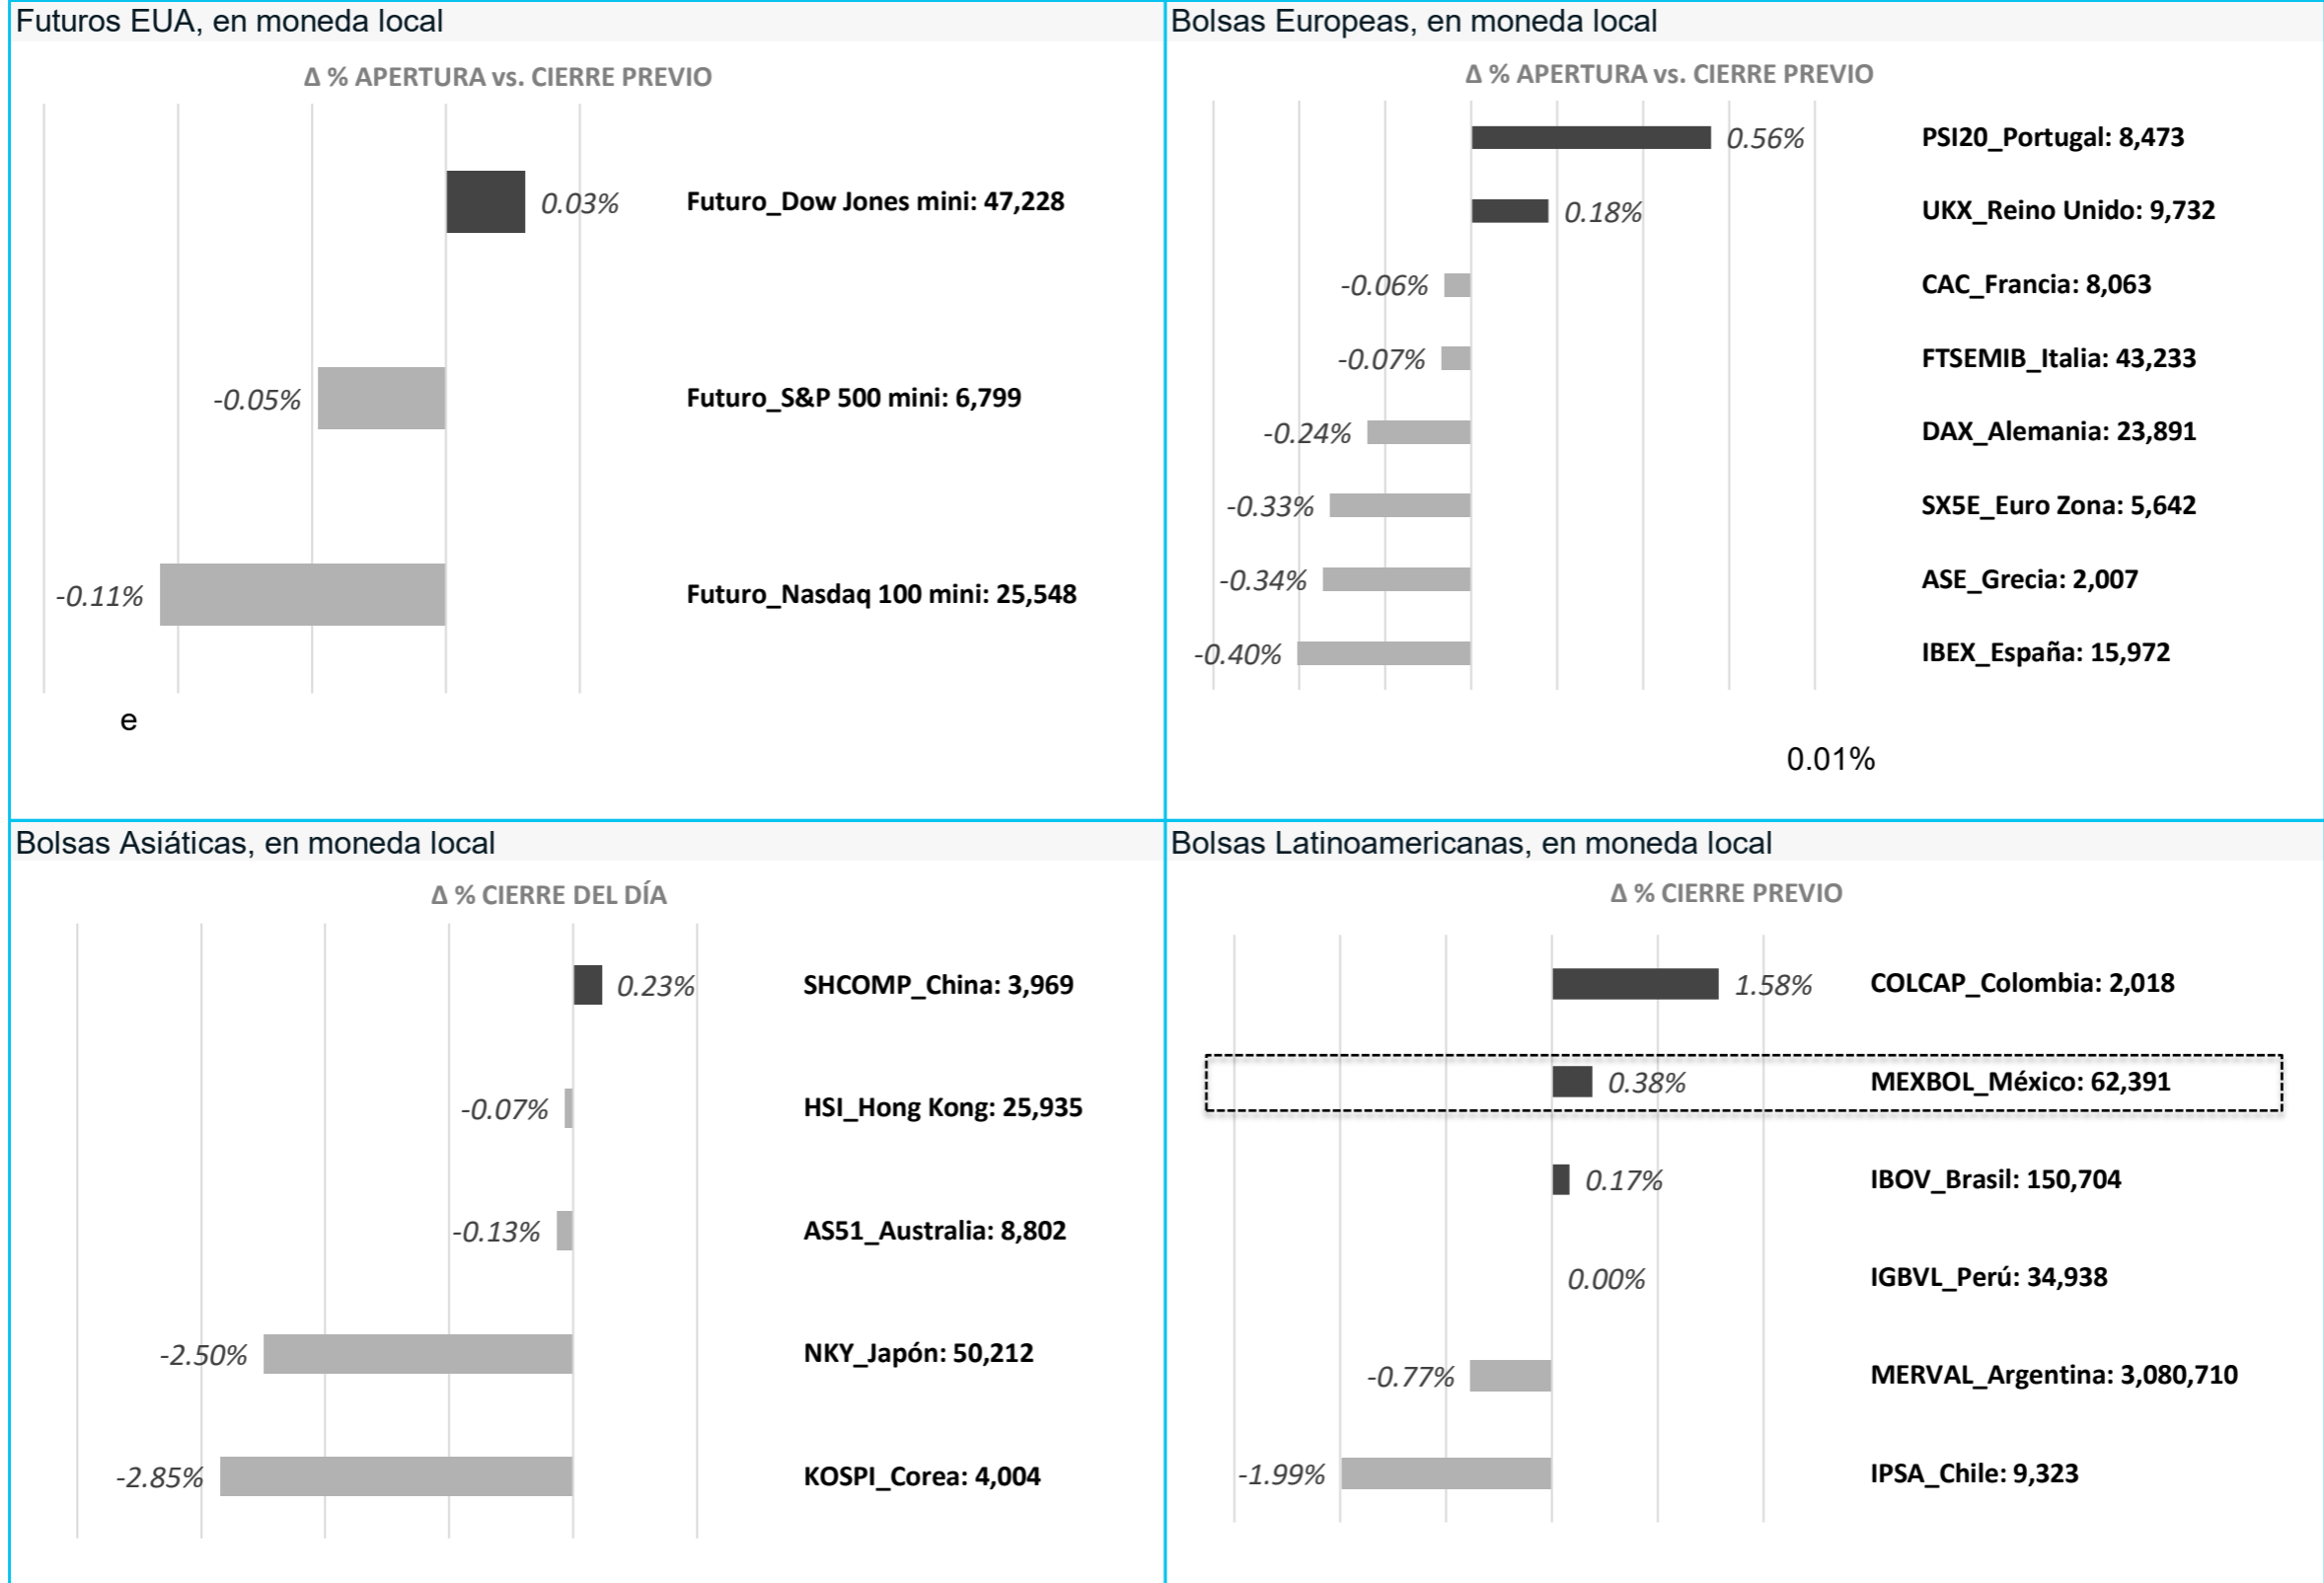 Futuros EUA, en moneda local
Δ % APERTURA vs. CIERRE PREVIO
0.03% Futuro_Dow Jones mini: 47,228
-0.05% Futuro_S&P 500 mini: 6,799
-0.11% Futuro_Nasdaq 100 mini: 25,548
e
Bolsas Europeas, en moneda local
Δ % APERTURA vs. CIERRE PREVIO
0.56% PSI20_Portugal: 8,473
0.18% UKX_Reino Unido: 9,732
-0.06% CAC_Francia: 8,063
-0.07% FTSEMIB_Italia: 43,233
-0.24% DAX_Alemania: 23,891
-0.33% SX5E_Euro Zona: 5,642
-0.34% ASE_Grecia: 2,007
-0.40% IBEX_España: 15,972
0.01%
Bolsas Asiáticas, en moneda local
Δ % CIERRE DEL DÍA
0.23% SHCOMP_China: 3,969
-0.07% HSI_Hong Kong: 25,935
-0.13% AS51_Australia: 8,802
-2.50% NKY_Japón: 50,212
-2.85% KOSPI_Corea: 4,004
Bolsas Latinoamericanas, en moneda local
Δ % CIERRE PREVIO
1.58% COLCAP_Colombia: 2,018
0.38% MEXBOL_México: 62,391
0.17% IBOV_Brasil: 150,704
0.00% IGBVL_Perú: 34,938
-0.77% MERVAL_Argentina: 3,080,710
-1.99% IPSA_Chile: 9,323